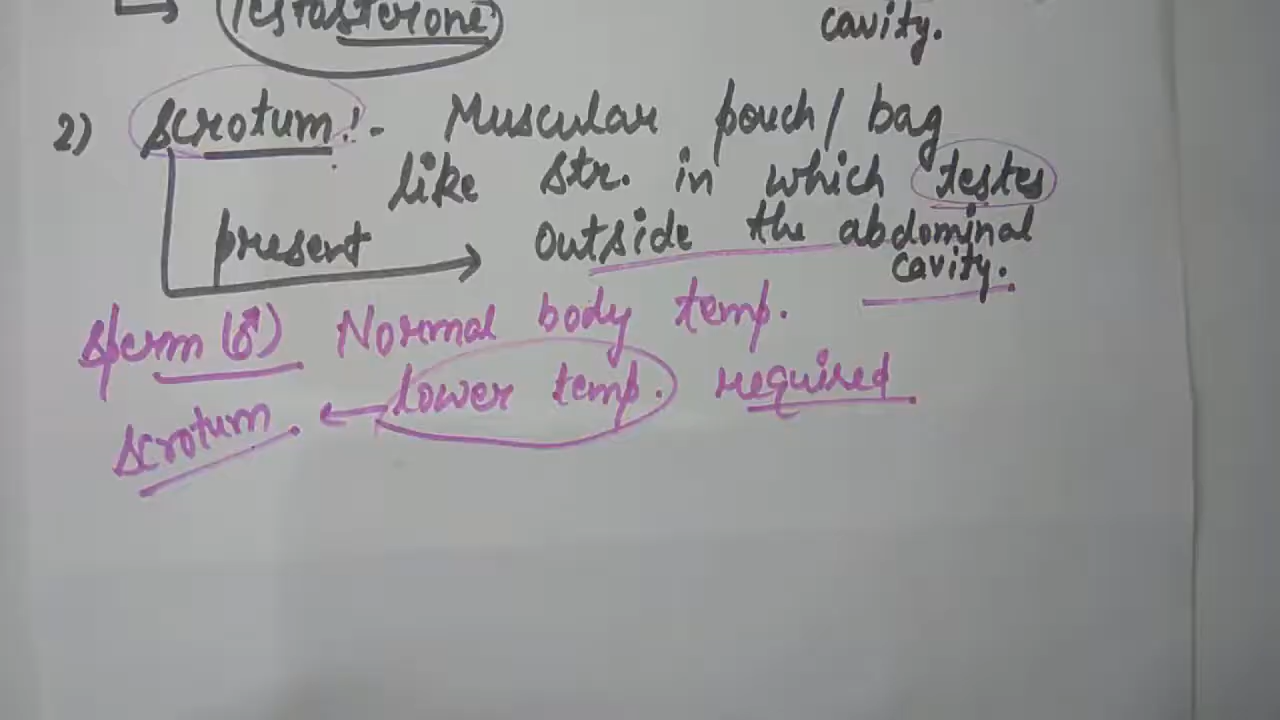 Testosterone
cavity.
2) scrotum :- Muscular pouch/bag
like str. in which testes
present → outside the abdominal
cavity.
sperm (♂) Normal body temp.
scrotum. ← lower temp. required.